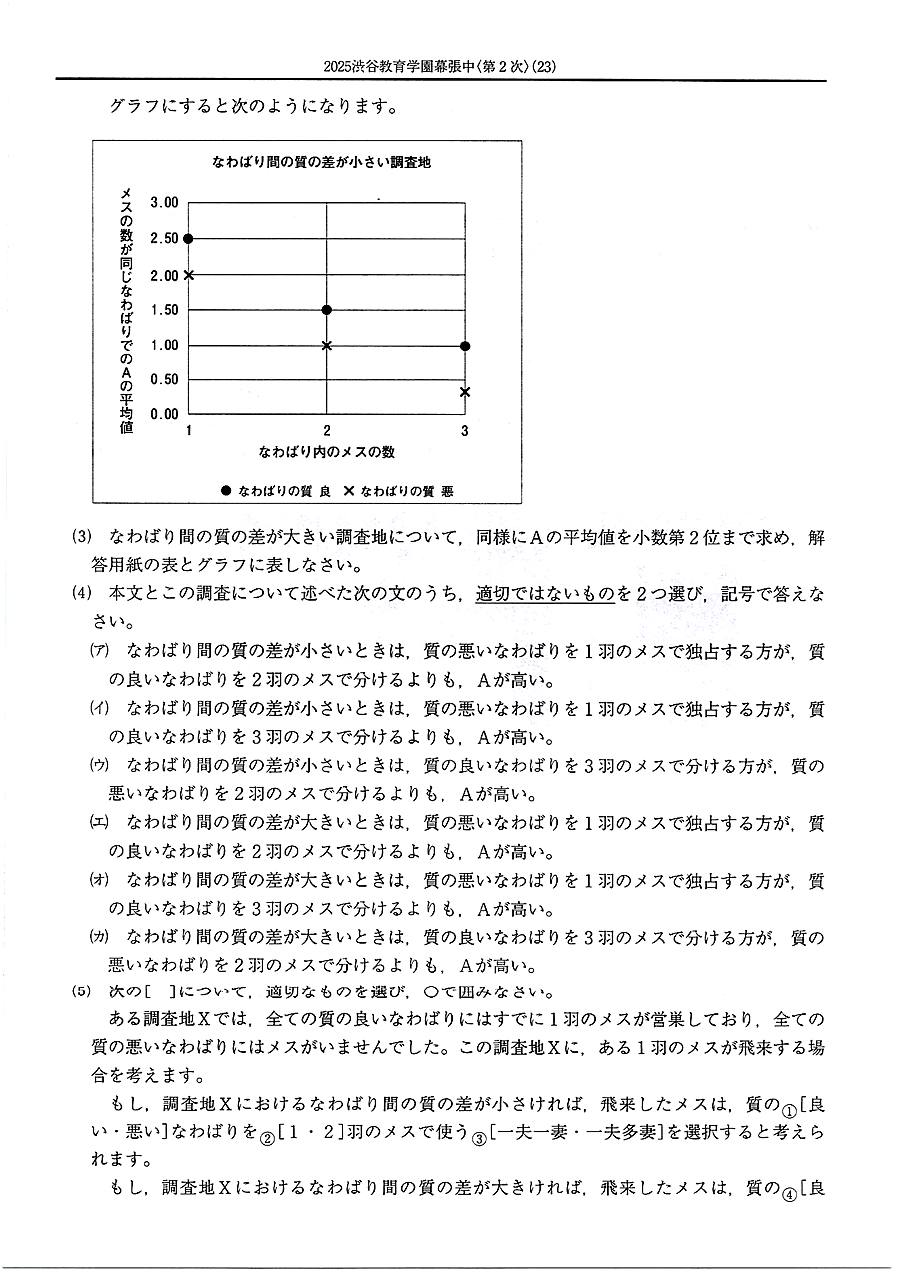 2025渋谷教育学園幕張中〈第2次〉(23)
グラフにすると次のようになります。
なわばり間の質の差が小さい調査地
メスの数が同じなわばりでのAの平均値
3.00
2.50
2.00
1.50
1.00
0.50
0.00
1 2 3
なわばり内のメスの数
● なわばりの質 良 × なわばりの質 悪
(3) なわばり間の質の差が大きい調査地について，同様にAの平均値を小数第2位まで求め，解
答用紙の表とグラフに表しなさい。
(4) 本文とこの調査について述べた次の文のうち，適切ではないものを2つ選び，記号で答えな
さい。
(ア) なわばり間の質の差が小さいときは，質の悪いなわばりを1羽のメスで独占する方が，質
の良いなわばりを2羽のメスで分けるよりも，Aが高い。
(イ) なわばり間の質の差が小さいときは，質の悪いなわばりを1羽のメスで独占する方が，質
の良いなわばりを3羽のメスで分けるよりも，Aが高い。
(ウ) なわばり間の質の差が小さいときは，質の良いなわばりを3羽のメスで分ける方が，質の
悪いなわばりを2羽のメスで分けるよりも，Aが高い。
(エ) なわばり間の質の差が大きいときは，質の悪いなわばりを1羽のメスで独占する方が，質
の良いなわばりを2羽のメスで分けるよりも，Aが高い。
(オ) なわばり間の質の差が大きいときは，質の悪いなわばりを1羽のメスで独占する方が，質
の良いなわばりを3羽のメスで分けるよりも，Aが高い。
(カ) なわばり間の質の差が大きいときは，質の良いなわばりを3羽のメスで分ける方が，質の
悪いなわばりを2羽のメスで分けるよりも，Aが高い。
(5) 次の[ ]について，適切なものを選び，○で囲みなさい。
ある調査地Xでは，全ての質の良いなわばりにはすでに1羽のメスが営巣しており，全ての
質の悪いなわばりにはメスがいませんでした。この調査地Xに，ある1羽のメスが飛来する場
合を考えます。
もし，調査地Xにおけるなわばり間の質の差が小さければ，飛来したメスは，質の①[良
い・悪い]なわばりを②[1・2]羽のメスで使う③[一夫一妻・一夫多妻]を選択すると考えら
れます。
もし，調査地Xにおけるなわばり間の質の差が大きければ，飛来したメスは，質の④[良